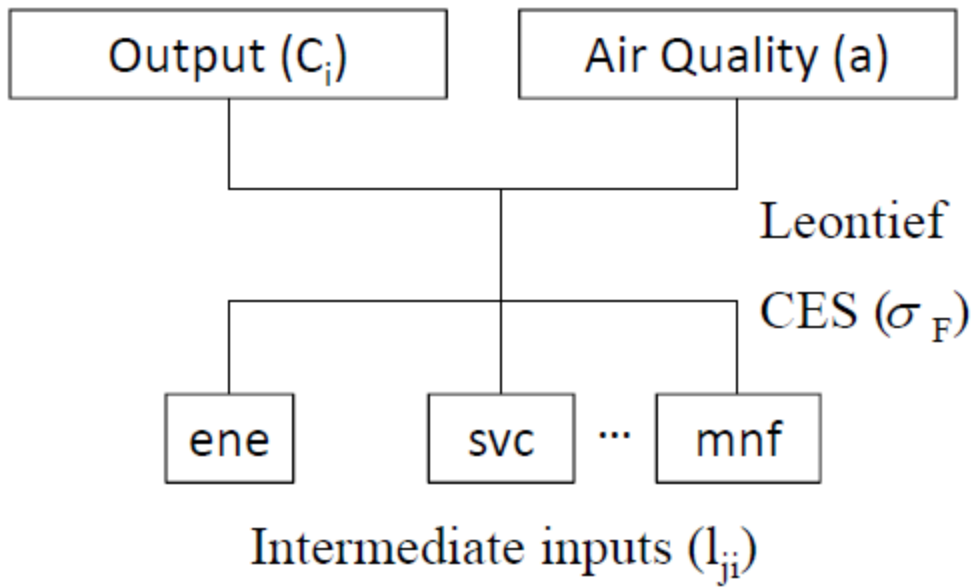 Output (Cᵢ)
Air Quality (a)
Leontief
CES (σ F)
ene
svc
...
mnf
Intermediate inputs (lⱼᵢ)